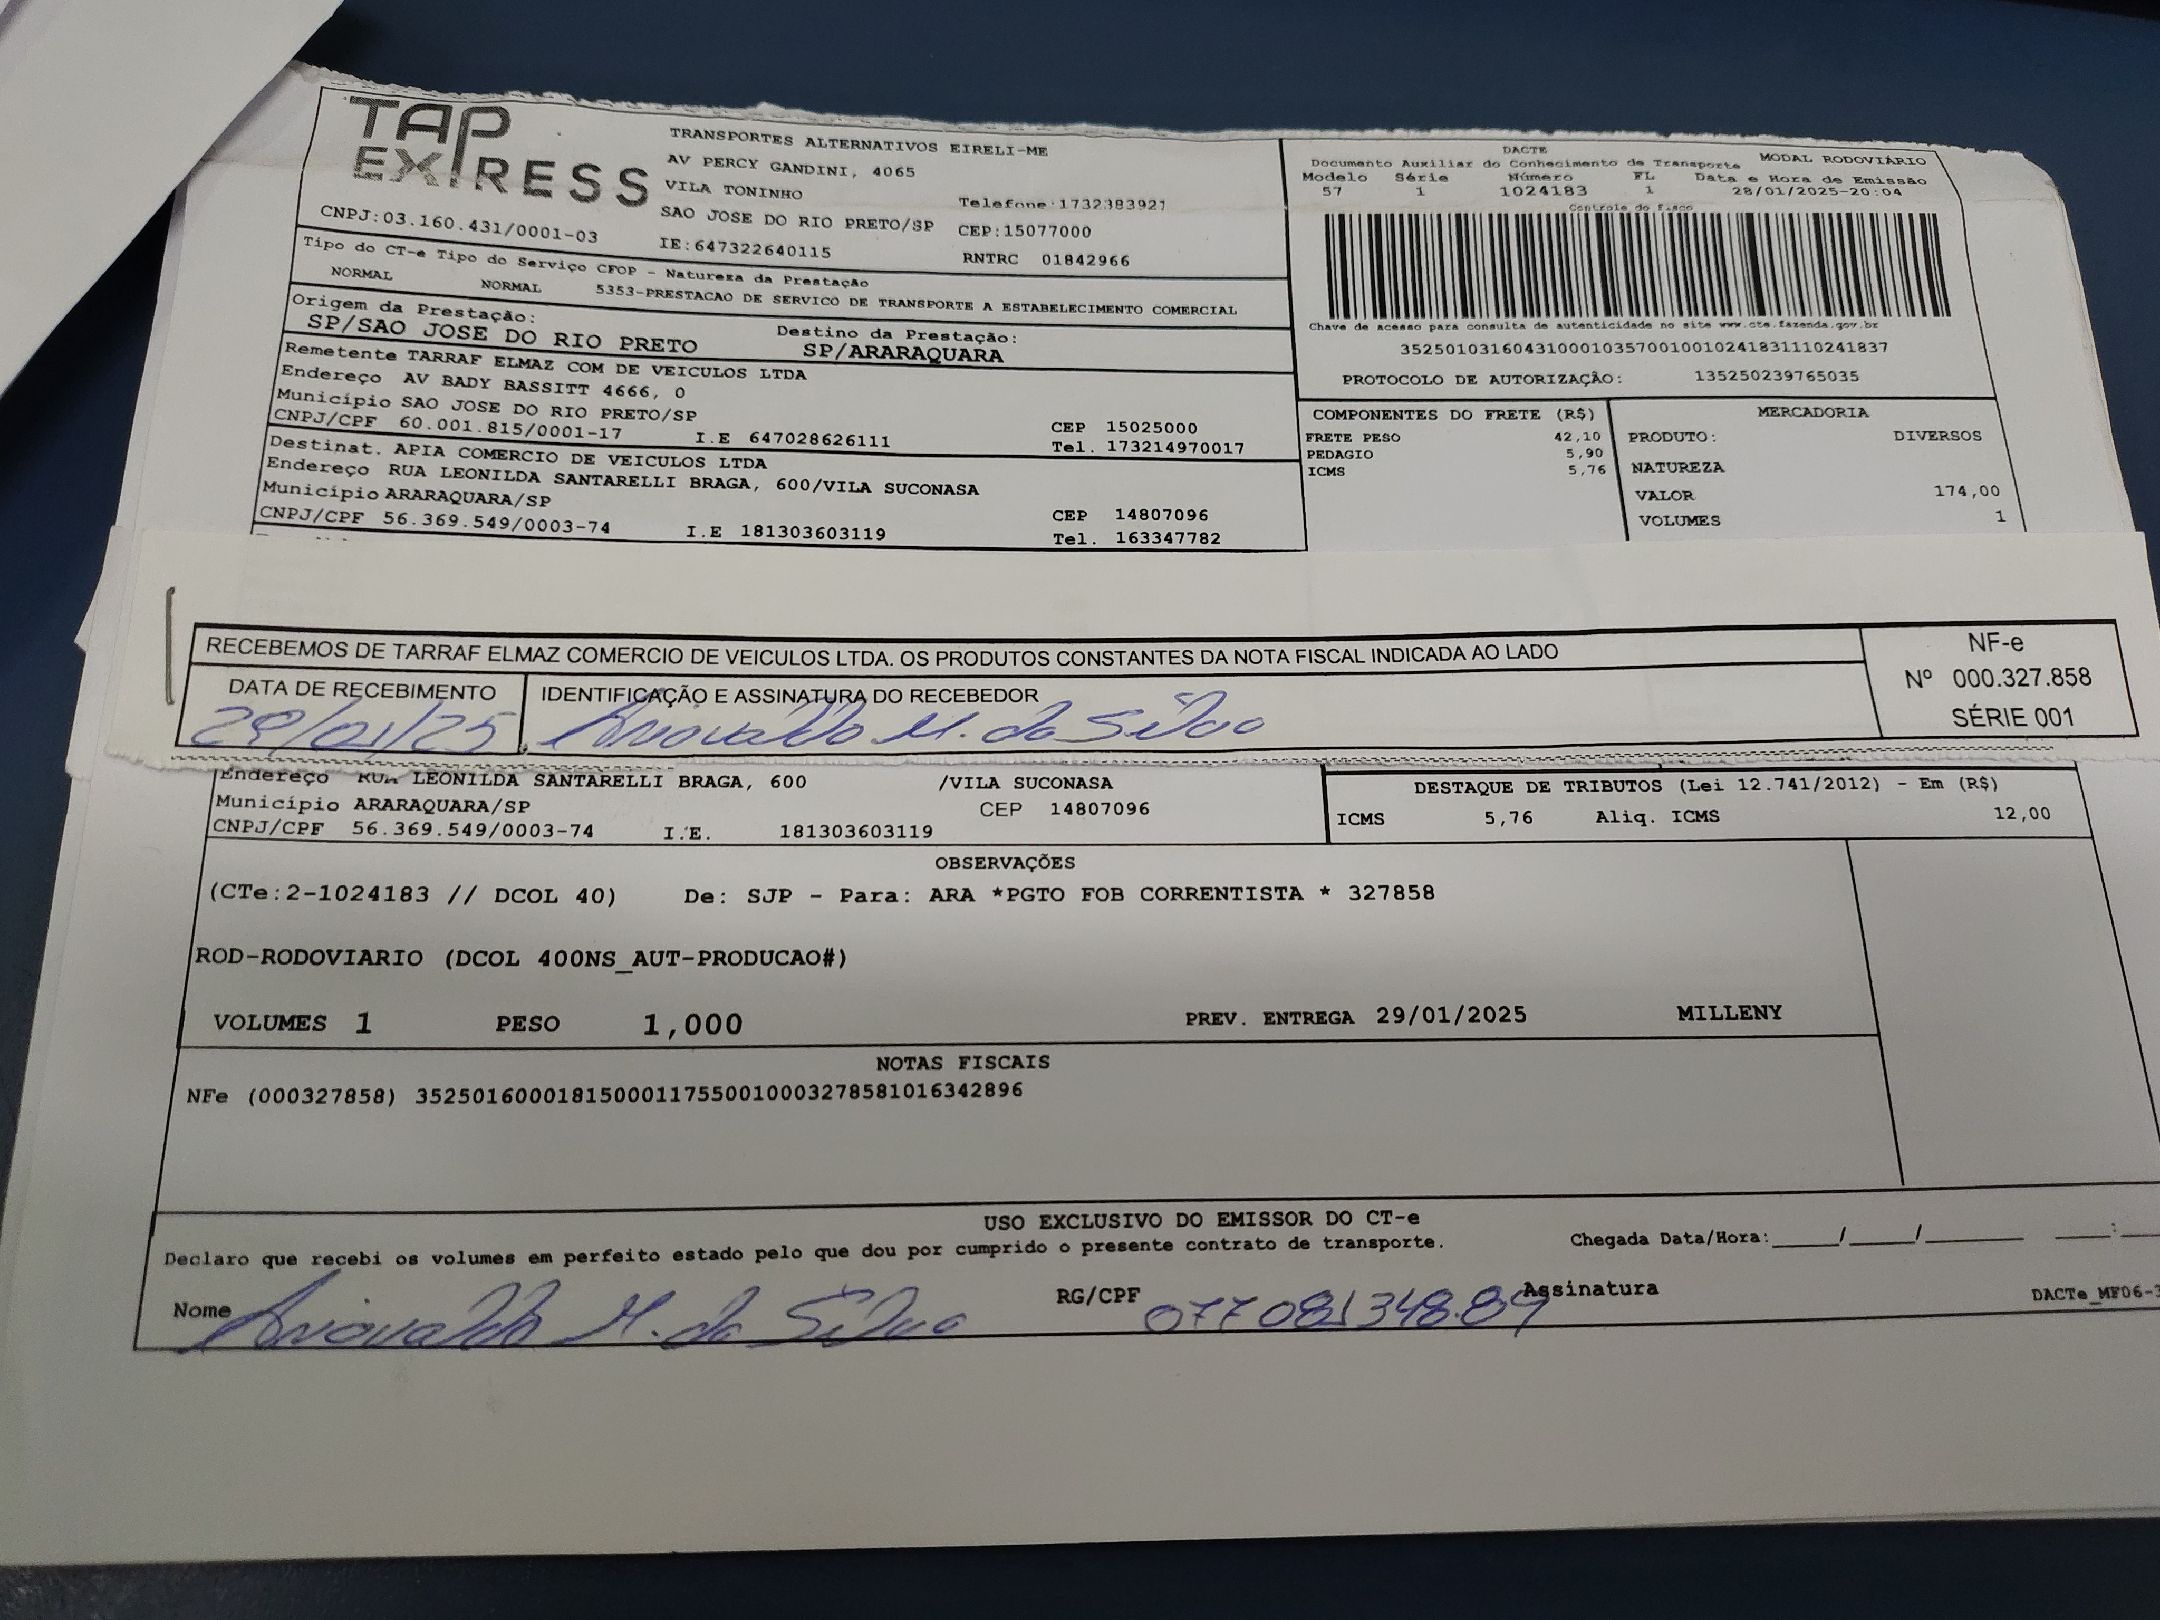 TAP EXPRESS
TRANSPORTES ALTERNATIVOS EIRELI-ME
AV PERCY GANDINI, 4065
VILA TONINHO
SAO JOSE DO RIO PRETO/SP
Telefone:1732383921
CEP:15077000
CNPJ:03.160.431/0001-03
IE:647322640115
RNTRC 01842966
Tipo do CT-e Tipo do Serviço CFOP - Natureza da Prestação
NORMAL NORMAL 5353-PRESTACAO DE SERVICO DE TRANSPORTE A ESTABELECIMENTO COMERCIAL
Origem da Prestação: Destino da Prestação:
SP/SAO JOSE DO RIO PRETO SP/ARARAQUARA
Remetente TARRAF ELMAZ COM DE VEICULOS LTDA
Endereço AV BADY BASSITT 4666, 0
Município SAO JOSE DO RIO PRETO/SP CEP 15025000
CNPJ/CPF 60.001.815/0001-17 I.E 647028626111 Tel. 173214970017
Destinat. APIA COMERCIO DE VEICULOS LTDA
Endereço RUA LEONILDA SANTARELLI BRAGA, 600/VILA SUCONASA
Município ARARAQUARA/SP CEP 14807096
CNPJ/CPF 56.369.549/0003-74 I.E 181303603119 Tel. 163347782
DACTE MODAL RODOVIÁRIO
Documento Auxiliar do Conhecimento de Transporte
Modelo Série Número FL Data e Hora de Emissão
57 1 1024183 1 28/01/2025-20:04
Controle do fisco
Chave de acesso para consulta de autenticidade no site www.cte.fazenda.gov.br
35250103160431000103570010010241831110241837
PROTOCOLO DE AUTORIZAÇÃO: 135250239765035
COMPONENTES DO FRETE (R$)
FRETE PESO 42,10
PEDAGIO 5,90
ICMS 5,76
MERCADORIA
PRODUTO: DIVERSOS
NATUREZA
VALOR 174,00
VOLUMES 1
RECEBEMOS DE TARRAF ELMAZ COMERCIO DE VEICULOS LTDA. OS PRODUTOS CONSTANTES DA NOTA FISCAL INDICADA AO LADO
DATA DE RECEBIMENTO IDENTIFICAÇÃO E ASSINATURA DO RECEBEDOR
29/01/25 Ariovaldo M. da Silva
NF-e
Nº 000.327.858
SÉRIE 001
Endereço RUA LEONILDA SANTARELLI BRAGA, 600 /VILA SUCONASA
Município ARARAQUARA/SP CEP 14807096
CNPJ/CPF 56.369.549/0003-74 I.E. 181303603119
DESTAQUE DE TRIBUTOS (Lei 12.741/2012) - Em (R$)
ICMS 5,76 Aliq. ICMS 12,00
OBSERVAÇÕES
(CTe:2-1024183 // DCOL 40) De: SJP - Para: ARA *PGTO FOB CORRENTISTA * 327858
ROD-RODOVIARIO (DCOL 400NS_AUT-PRODUCAO#)
VOLUMES 1 PESO 1,000 PREV. ENTREGA 29/01/2025 MILLENY
NOTAS FISCAIS
NFe (000327858) 35250160001815000117550010003278581016342896
USO EXCLUSIVO DO EMISSOR DO CT-e
Declaro que recebi os volumes em perfeito estado pelo que dou por cumprido o presente contrato de transporte. Chegada Data/Hora:____/____/______ ___:
Nome Ariovaldo M. da Silva RG/CPF 077081348.89 Assinatura
DACTe_MF06-3